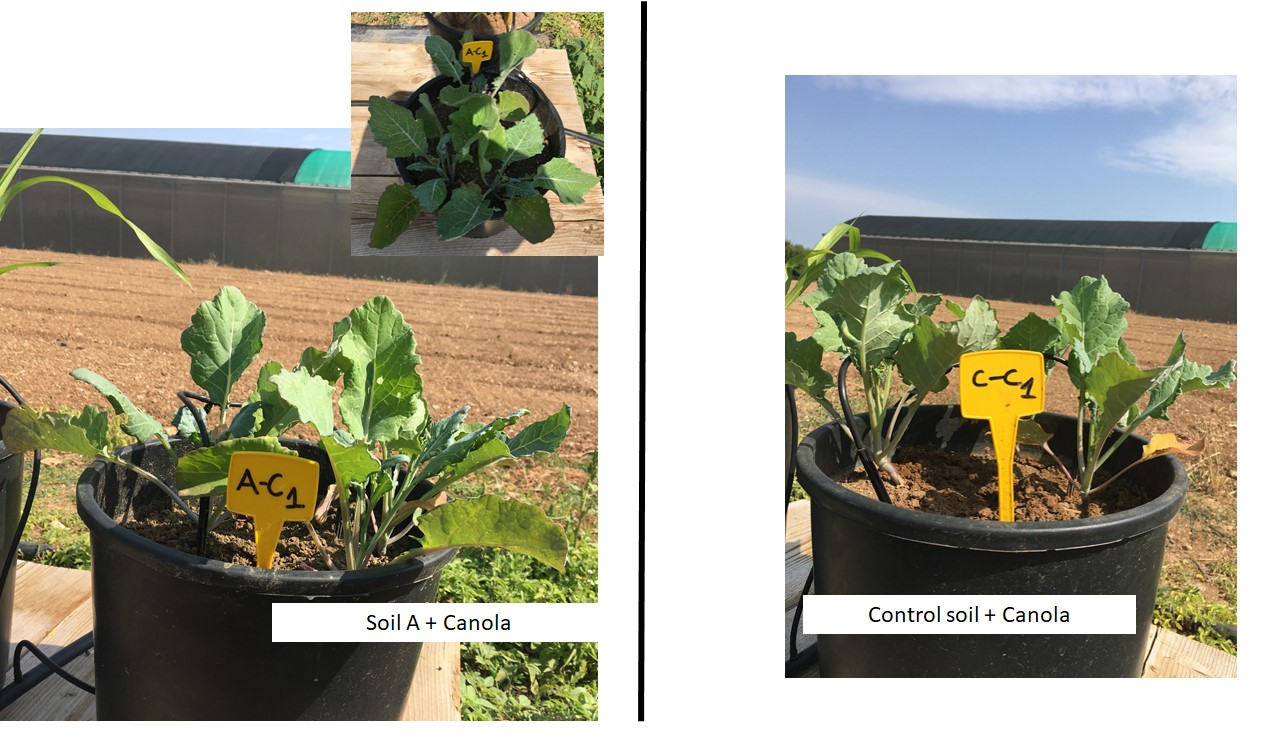 A-C1
A-C1
Soil A + Canola
C-C1
Control soil + Canola